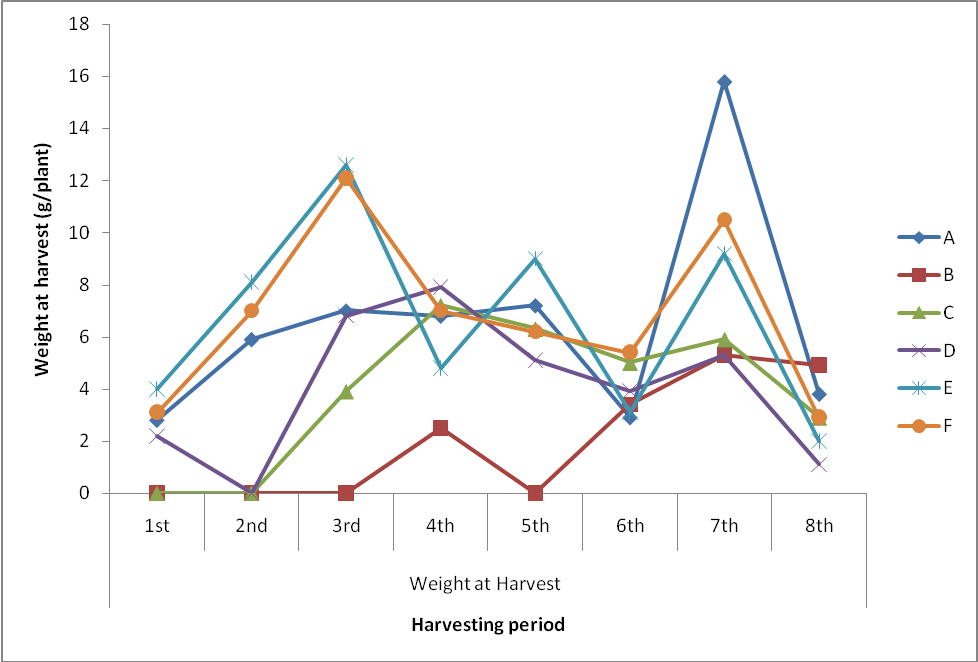 18
16
14
12
10
8
6
4
2
0
Weight at harvest (g/plant)
1st 2nd 3rd 4th 5th 6th 7th 8th
Weight at Harvest
Harvesting period
A
B
C
D
E
F